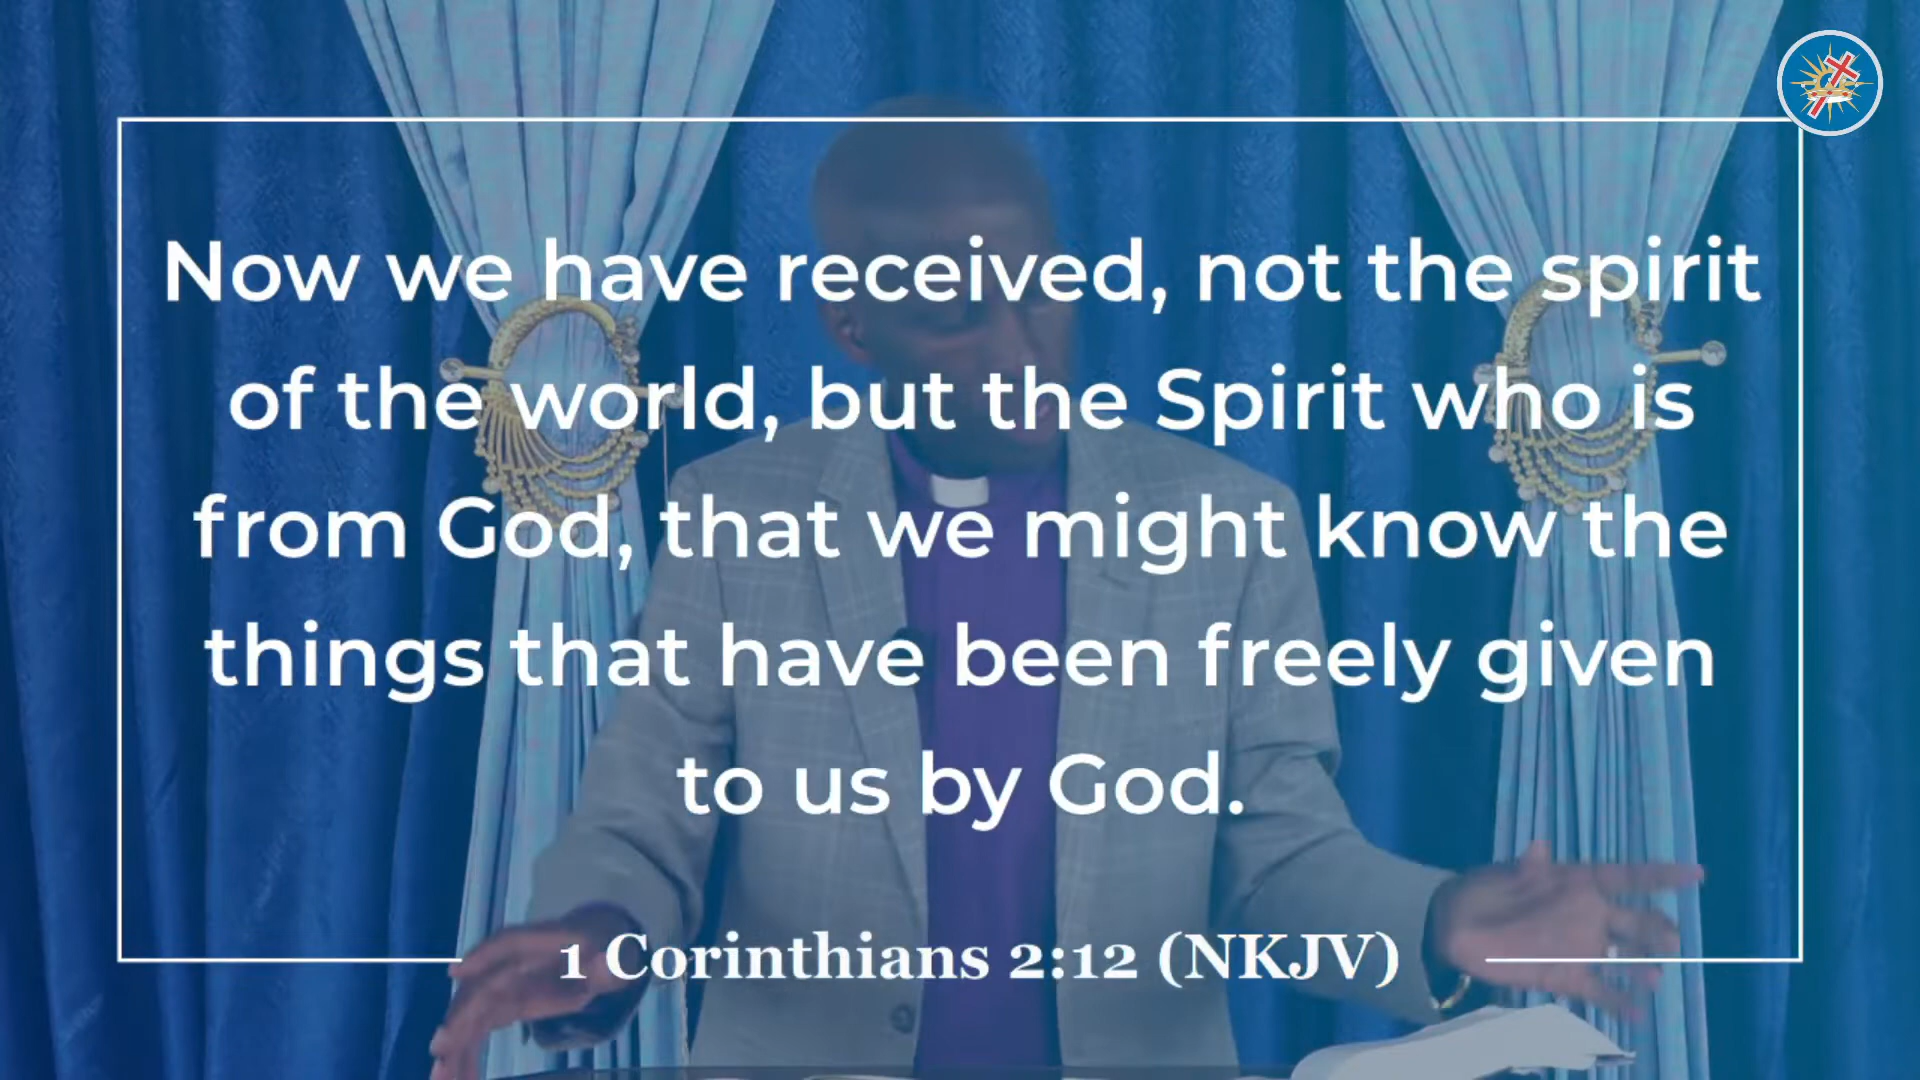 Now we have received, not the spirit
of the world, but the Spirit who is
from God, that we might know the
things that have been freely given
to us by God.
1 Corinthians 2:12 (NKJV)